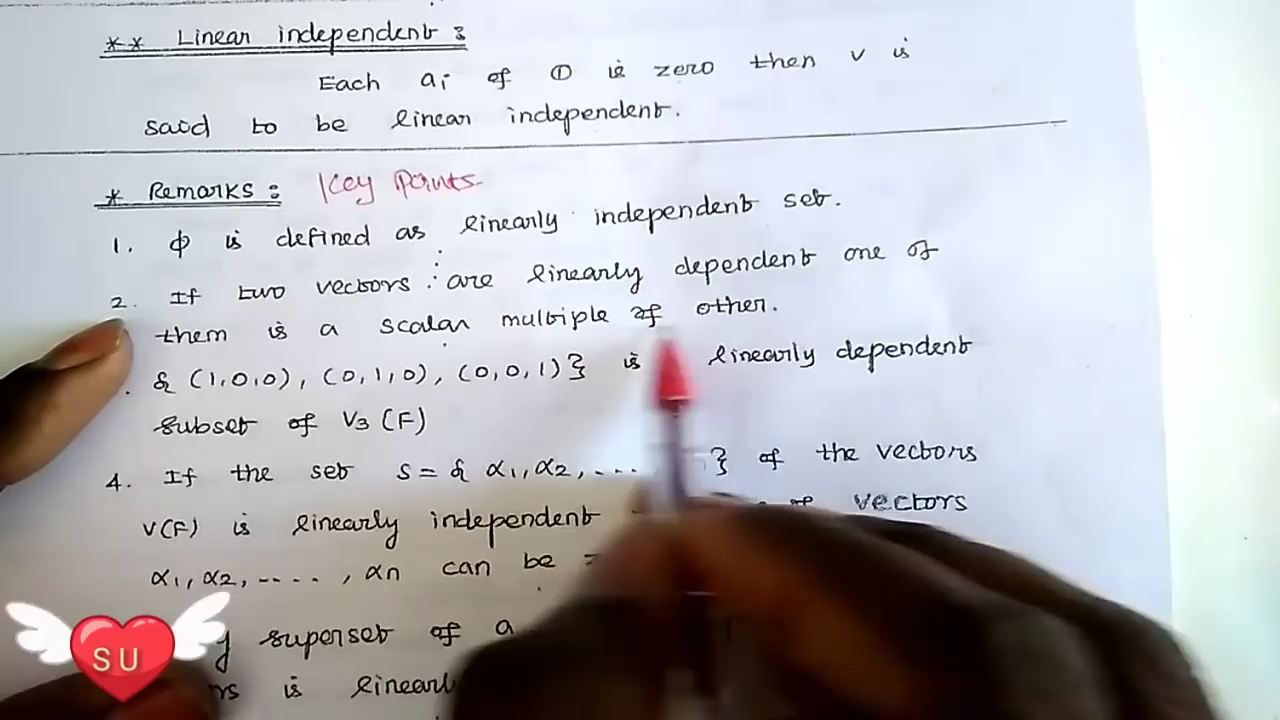 ** Linear independent :
Each ai of ① is zero then v is
said to be linear independent.
* Remarks : Key Points
1. ϕ is defined as linearly independent set.
2. If two vectors are linearly dependent one of
them is a scalar multiple of other.
{ (1,0,0), (0,1,0), (0,0,1) } is linearly dependent
subset of V3 (F)
4. If the set S = { α1, α2, .... } of the vectors
V(F) is linearly independent of vectors
α1, α2, ...., αn can be
superset of a
is
SU